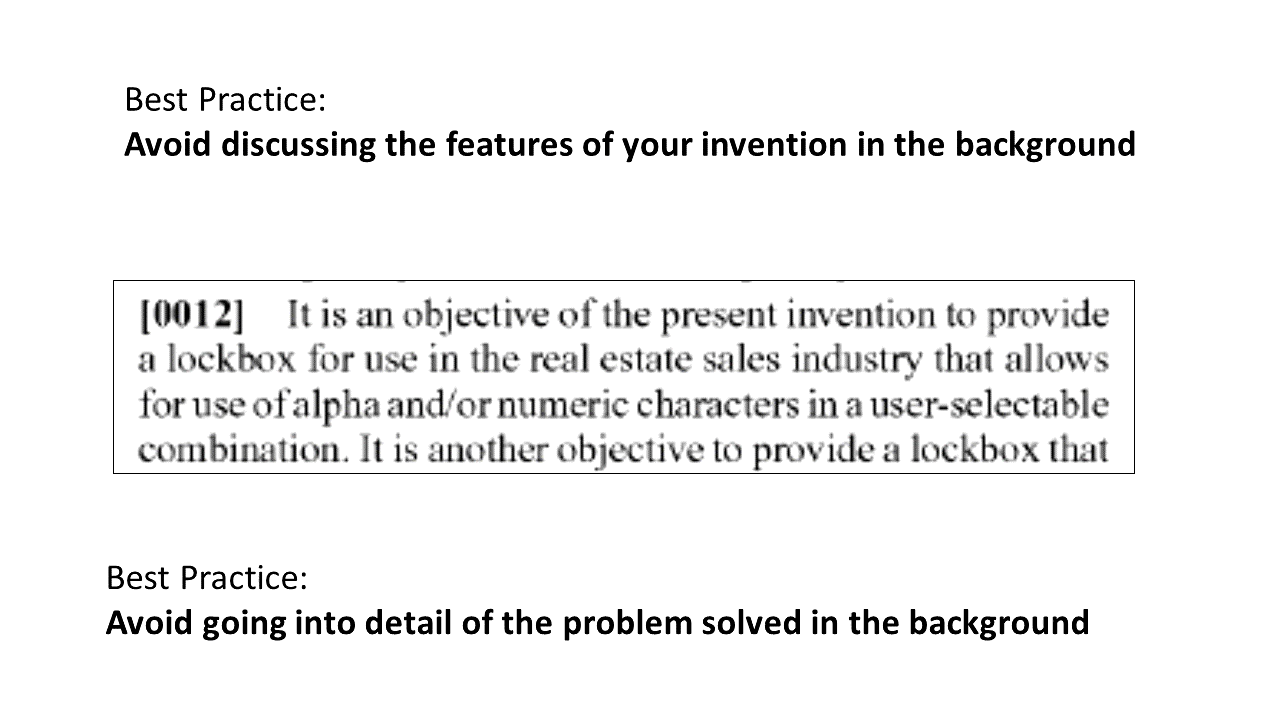 Best Practice:
Avoid discussing the features of your invention in the background
[0012] It is an objective of the present invention to provide
a lockbox for use in the real estate sales industry that allows
for use of alpha and/or numeric characters in a user-selectable
combination. It is another objective to provide a lockbox that
Best Practice:
Avoid going into detail of the problem solved in the background